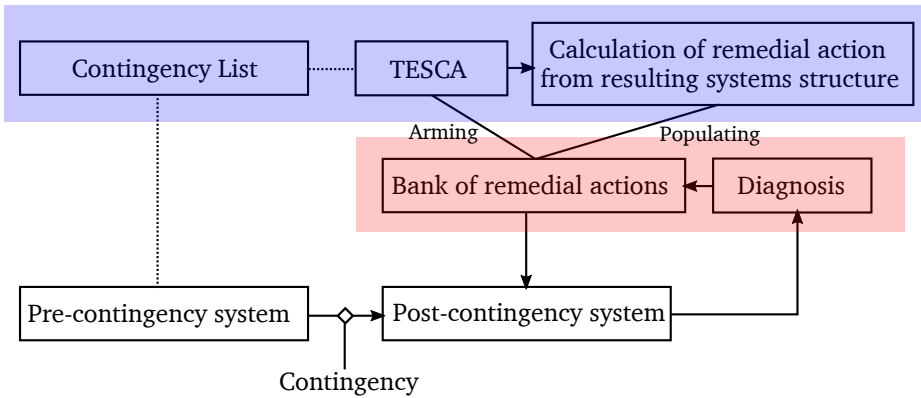 Contingency List
TESCA
Calculation of remedial action
from resulting systems structure
Arming
Populating
Bank of remedial actions
Diagnosis
Pre-contingency system
Post-contingency system
Contingency